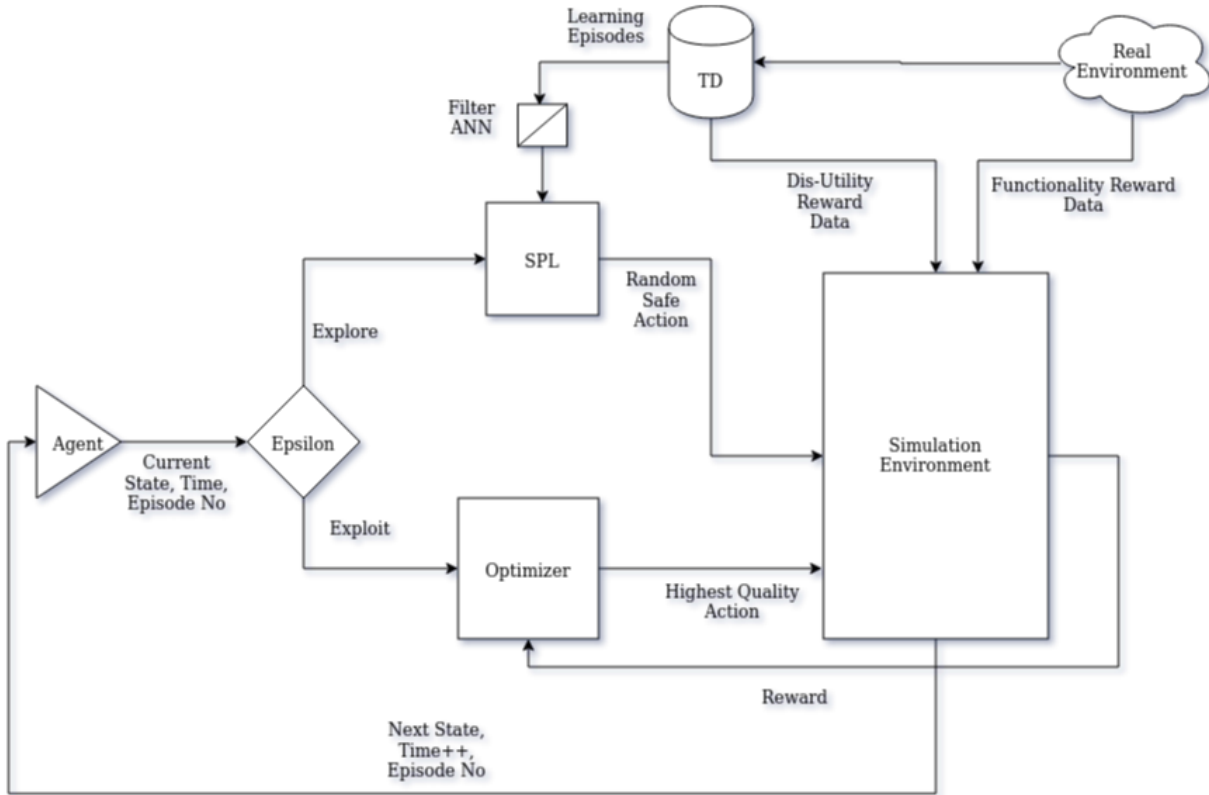 Learning
Episodes
TD
Real
Environment
Filter
ANN
Dis-Utility
Reward
Data
Functionality Reward
Data
SPL
Random
Safe
Action
Explore
Agent
Epsilon
Simulation
Environment
Current
State, Time,
Episode No
Exploit
Optimizer
Highest Quality
Action
Reward
Next State,
Time++,
Episode No